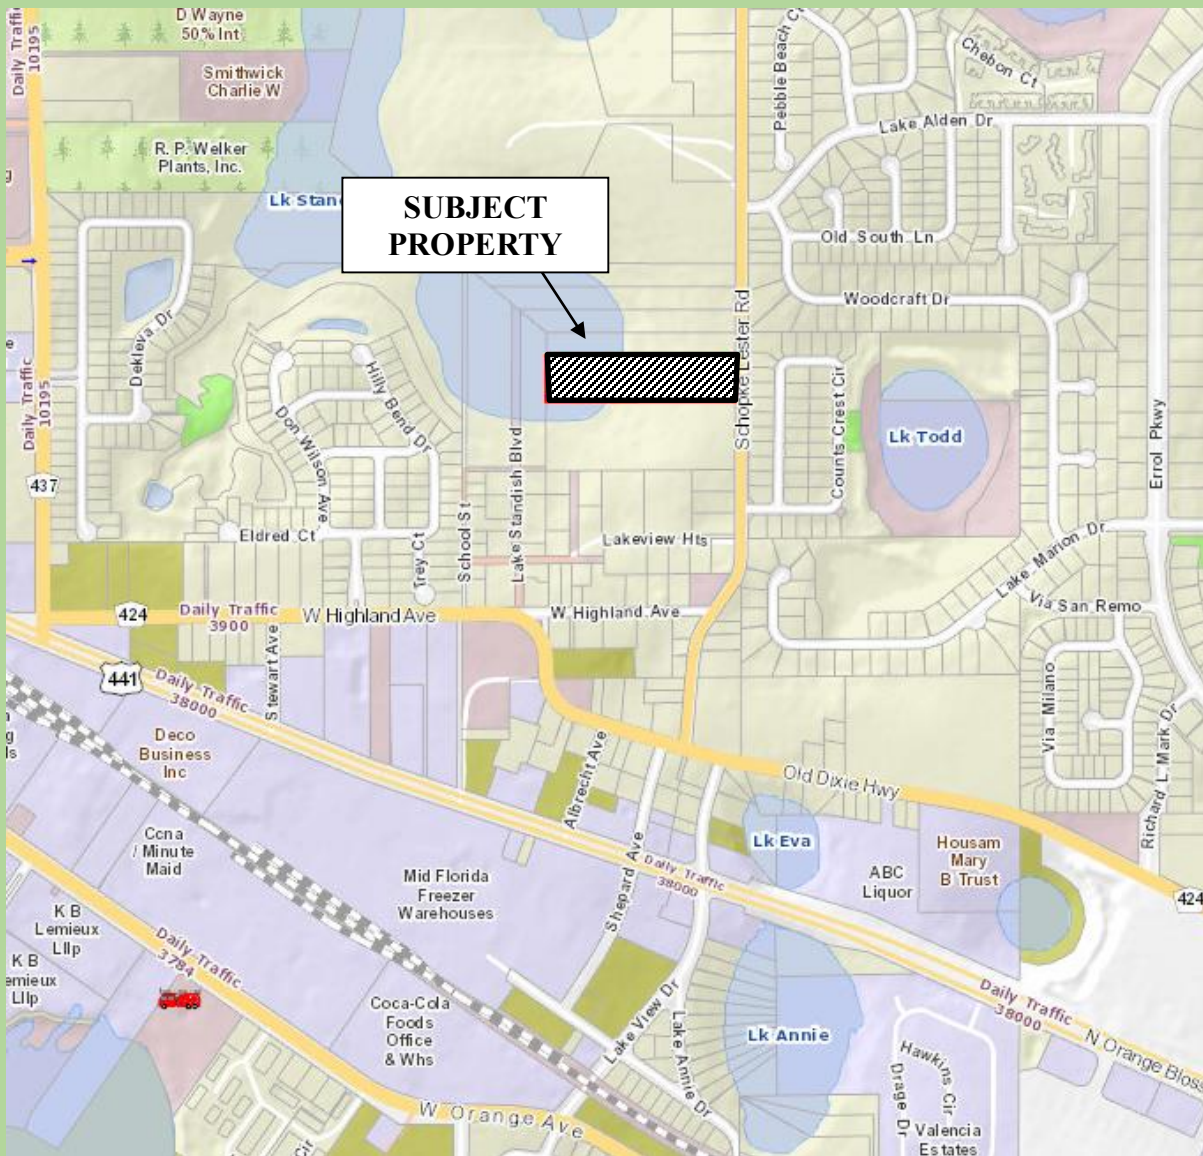 D Wayne
50% Int
Daily Traffic
10195
Smithwick
Charlie W
R. P. Welker
Plants, Inc.
Pebble Beach Ct
Chebon Ct
Lake Alden Dr
SUBJECT
PROPERTY
Old South Ln
Woodcraft Dr
Dekleva Dr
Schopke Lester Rd
Hilly Bend Dr
Don Wilson Ave
Counts Crest Cir
Lk Todd
Errol Pkwy
Daily Traffic
10195
437
Lake Standish Blvd
School St
Eldred Ct
Trey Ct
Lakeview Hts
Lake Marion Dr
Via San Remo
424
Daily Traffic
3900
W Highland Ave
W Highland Ave
Stewart Ave
441
Daily Traffic
38000
Via Milano
Richard L Mark Dr
Deco
Business
Inc
Albrecht Ave
Old Dixie Hwy
Ccna
/ Minute
Maid
Lk Eva
Housam
Mary
B Trust
ABC
Liquor
Daily Traffic
38000
Shepard Ave
Mid Florida
Freezer
Warehouses
424
K B
Lemieux
Lllp
K B
emieux
Lllp
Daily Traffic
3784
Daily Traffic
38000
Coca-Cola
Foods
Office
& Whs
Lake View Dr
Lake Annie Dr
Lk Annie
N Orange Bloss
Hawkins Cir
Drage Dr
Valencia
Estates
W Orange Ave
Cir